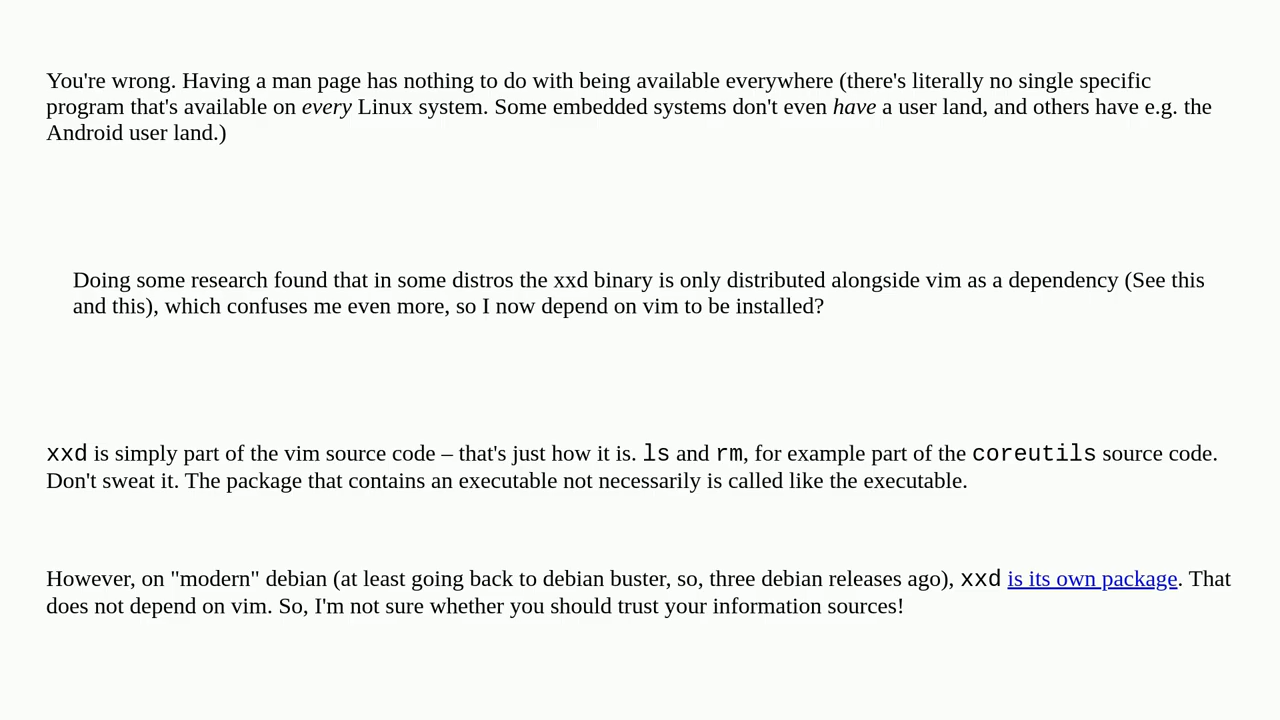 You're wrong. Having a man page has nothing to do with being available everywhere (there's literally no single specific
program that's available on every Linux system. Some embedded systems don't even have a user land, and others have e.g. the
Android user land.)
Doing some research found that in some distros the xxd binary is only distributed alongside vim as a dependency (See this
and this), which confuses me even more, so I now depend on vim to be installed?
xxd is simply part of the vim source code – that's just how it is. ls and rm, for example part of the coreutils source code.
Don't sweat it. The package that contains an executable not necessarily is called like the executable.
However, on "modern" debian (at least going back to debian buster, so, three debian releases ago), xxd is its own package. That
does not depend on vim. So, I'm not sure whether you should trust your information sources!